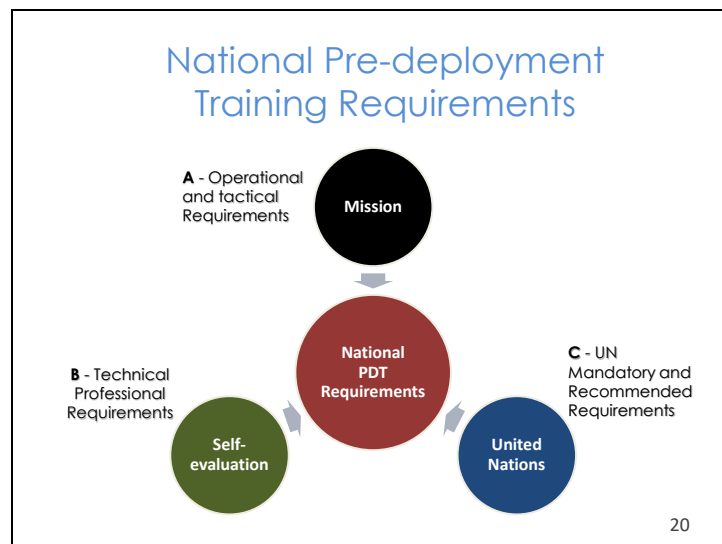 National Pre-deployment
Training Requirements
A - Operational
and tactical
Requirements
Mission
National
PDT
Requirements
B - Technical
Professional
Requirements
C - UN
Mandatory and
Recommended
Requirements
Self-
evaluation
United
Nations
20